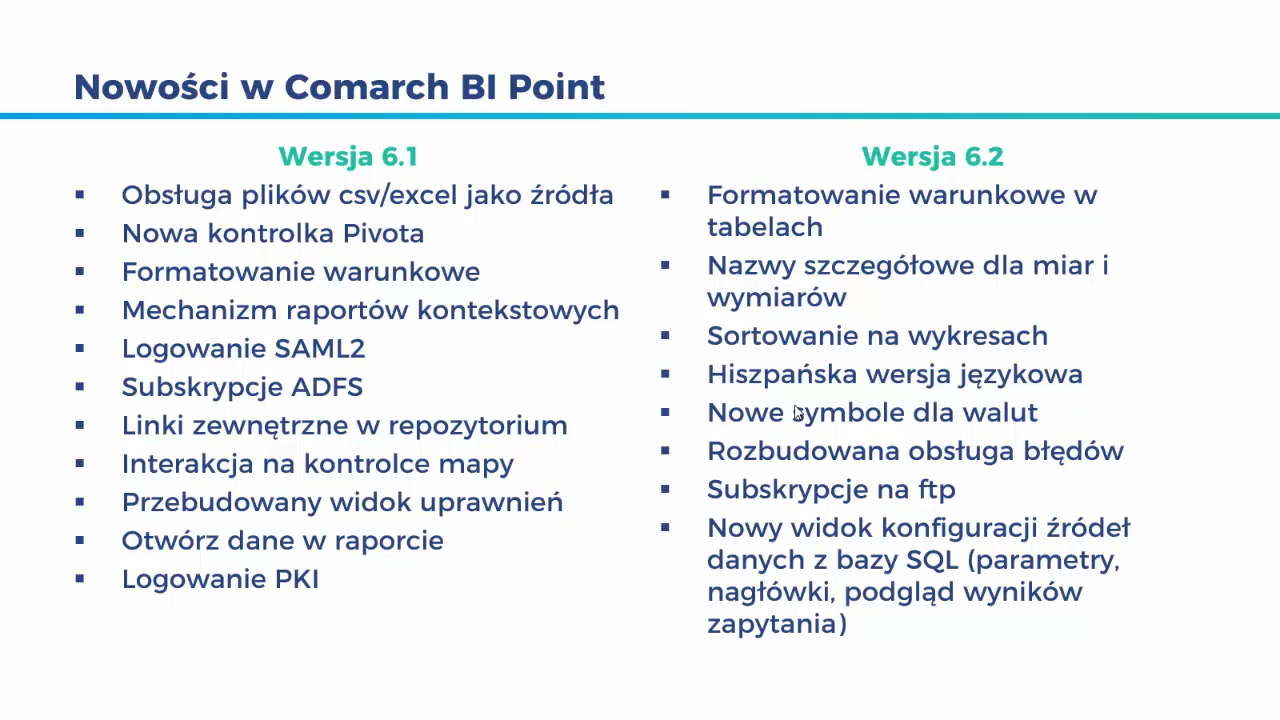 Nowości w Comarch BI Point
Wersja 6.1
▪ Obsługa plików csv/excel jako źródła
▪ Nowa kontrolka Pivota
▪ Formatowanie warunkowe
▪ Mechanizm raportów kontekstowych
▪ Logowanie SAML2
▪ Subskrypcje ADFS
▪ Linki zewnętrzne w repozytorium
▪ Interakcja na kontrolce mapy
▪ Przebudowany widok uprawnień
▪ Otwórz dane w raporcie
▪ Logowanie PKI
Wersja 6.2
▪ Formatowanie warunkowe w
tabelach
▪ Nazwy szczegółowe dla miar i
wymiarów
▪ Sortowanie na wykresach
▪ Hiszpańska wersja językowa
▪ Nowe symbole dla walut
▪ Rozbudowana obsługa błędów
▪ Subskrypcje na ftp
▪ Nowy widok konfiguracji źródeł
danych z bazy SQL (parametry,
nagłówki, podgląd wyników
zapytania)